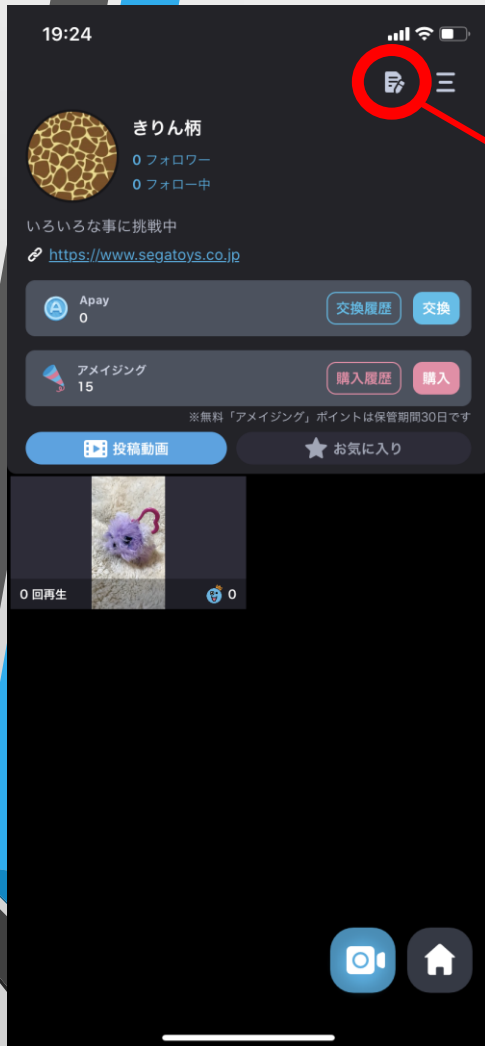 19:24
きりん柄
0 フォロワー
0 フォロー中
いろいろな事に挑戦中
https://www.segatoys.co.jp
Apay
0
交換履歴
交換
アメイジング
15
購入履歴
購入
※無料「アメイジング」ポイントは保管期間30日です
投稿動画
お気に入り
0 回再生
0